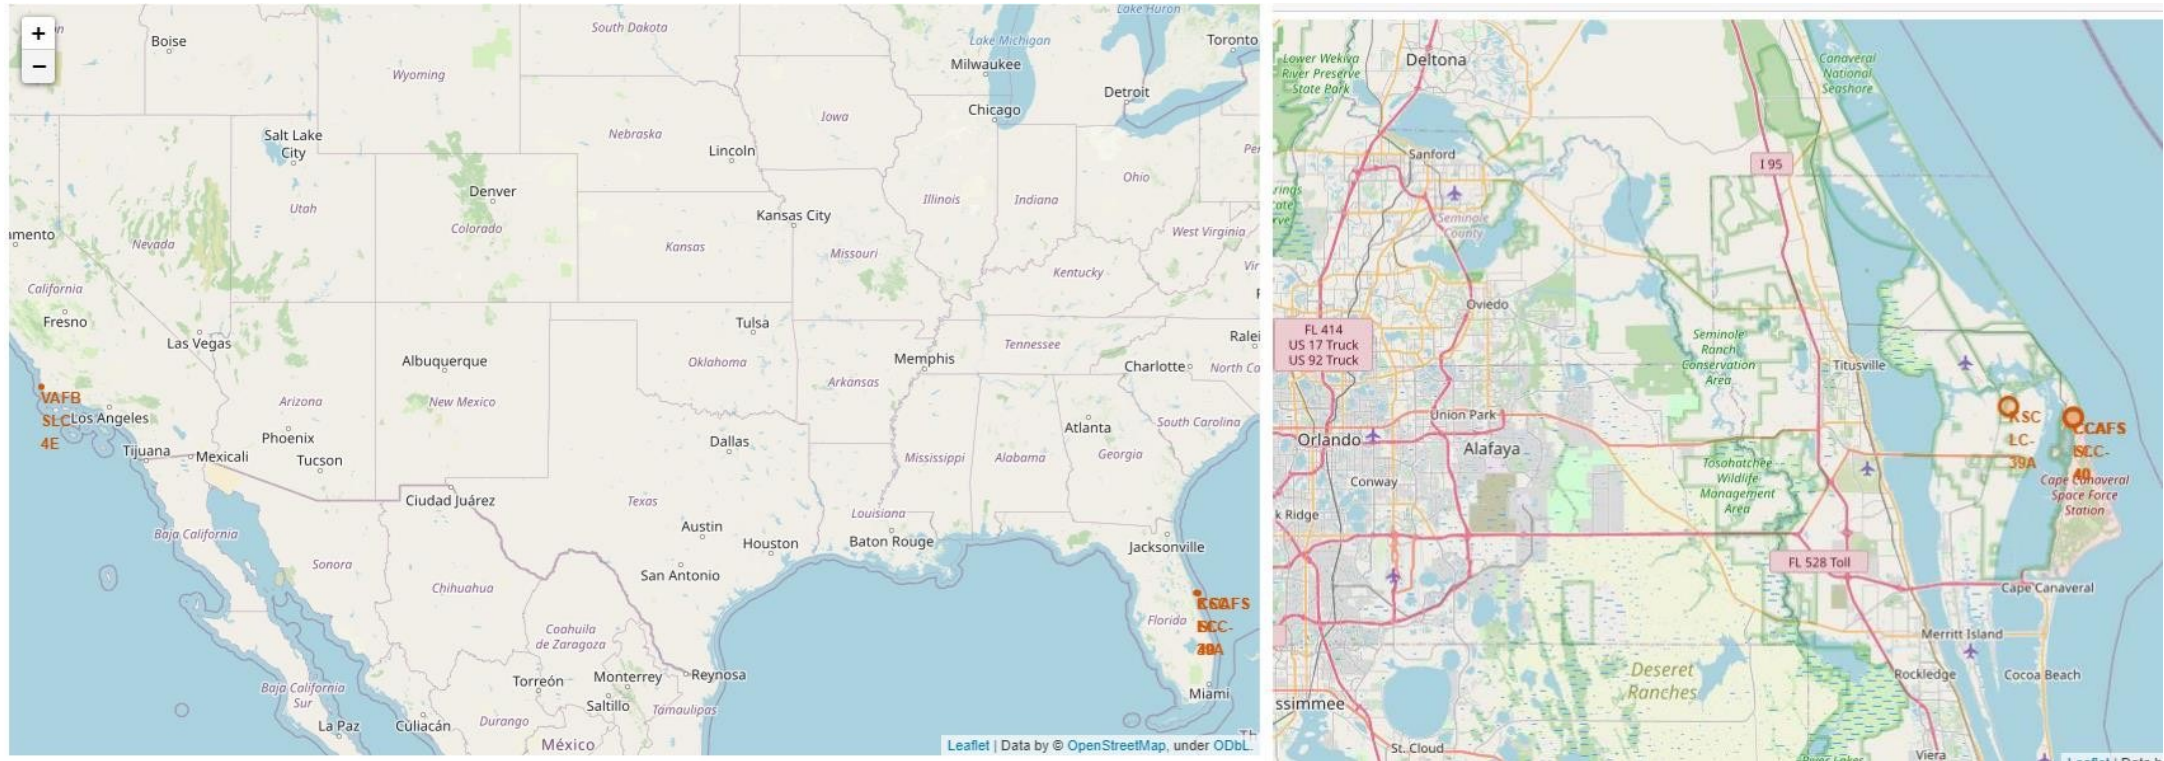 +
−
Boise
South Dakota
Lake Huron
Lake Michigan
Toronto
Milwaukee
Wyoming
Detroit
Chicago
Iowa
Salt Lake
City
Nebraska
Lincoln
Ohio
Denver
Illinois
Indiana
Utah
Kansas City
Colorado
Nevada
Kansas
Missouri
West Virginia
Kentucky
California
Fresno
Las Vegas
Tulsa
Albuquerque
Oklahoma
Memphis
Tennessee
Charlotte
Arkansas
VAFB
SLC-
4E
Los Angeles
Arizona
New Mexico
Phoenix
Tucson
Tijuana
Mexicali
Dallas
Mississippi
Alabama
Atlanta
Georgia
South Carolina
Ciudad Juárez
Texas
Louisiana
Baja California
Austin
Houston
Baton Rouge
Jacksonville
Sonora
Chihuahua
San Antonio
Florida
Coahuila
de Zaragoza
Torreón
Monterrey
Reynosa
Saltillo
Baja California
Sur
Miami
La Paz
Culiacán
Durango
Tamaulipas
México
Leaflet | Data by © OpenStreetMap, under ODbL.
Lower Wekiva
River Preserve
State Park
Deltona
Canaveral
National
Seashore
Sanford
I 95
Seminole
County
Oviedo
FL 414
US 17 Truck
US 92 Truck
Seminole
Ranch
Conservation
Area
Titusville
KSC
LC-
39A
CCAFS
Union Park
Orlando
Alafaya
Conway
Tosohatchee
Wildlife
Management
Area
Cape Canaveral
Space Force
Station
k Ridge
FL 528 Toll
Cape Canaveral
Merritt Island
Deseret
Ranches
Rockledge
Cocoa Beach
ssimmee
St. Cloud
Viera